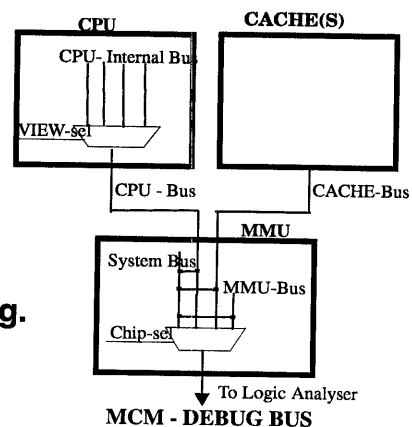 CPU
CACHE(S)
CPU- Internal Bus
VIEW-sel
CPU - Bus
CACHE-Bus
MMU
System Bus
MMU-Bus
g.
Chip-sel
To Logic Analyser
MCM - DEBUG BUS